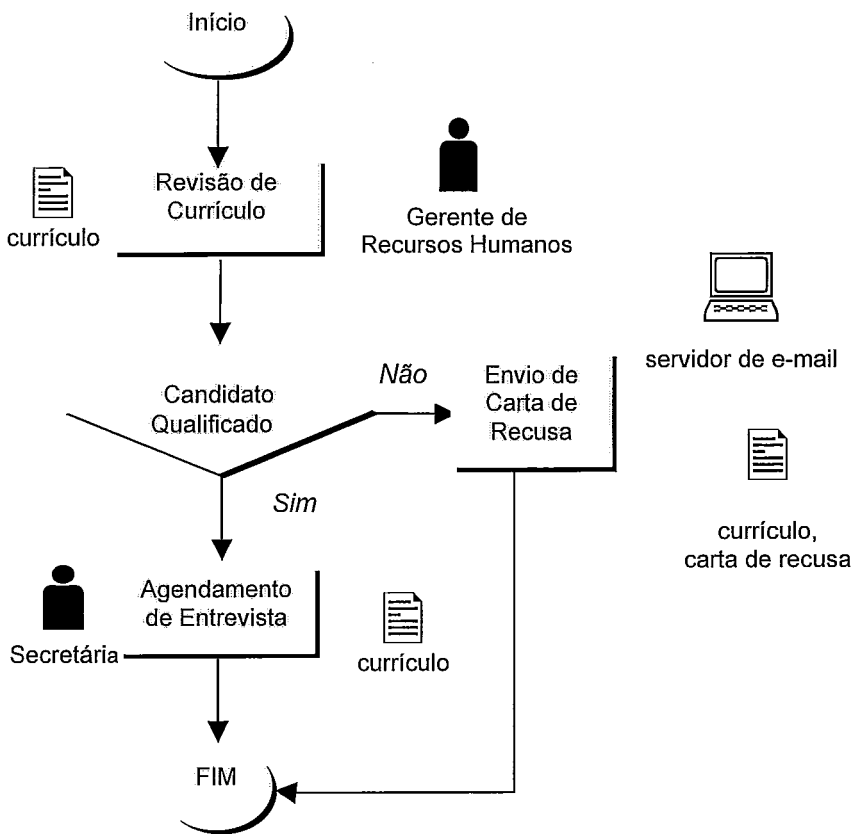 Início
Revisão de
Currículo
currículo
Gerente de
Recursos Humanos
servidor de e-mail
Candidato
Qualificado
Não
Envio de
Carta de
Recusa
currículo,
carta de recusa
Sim
Agendamento
de Entrevista
Secretária
currículo
FIM